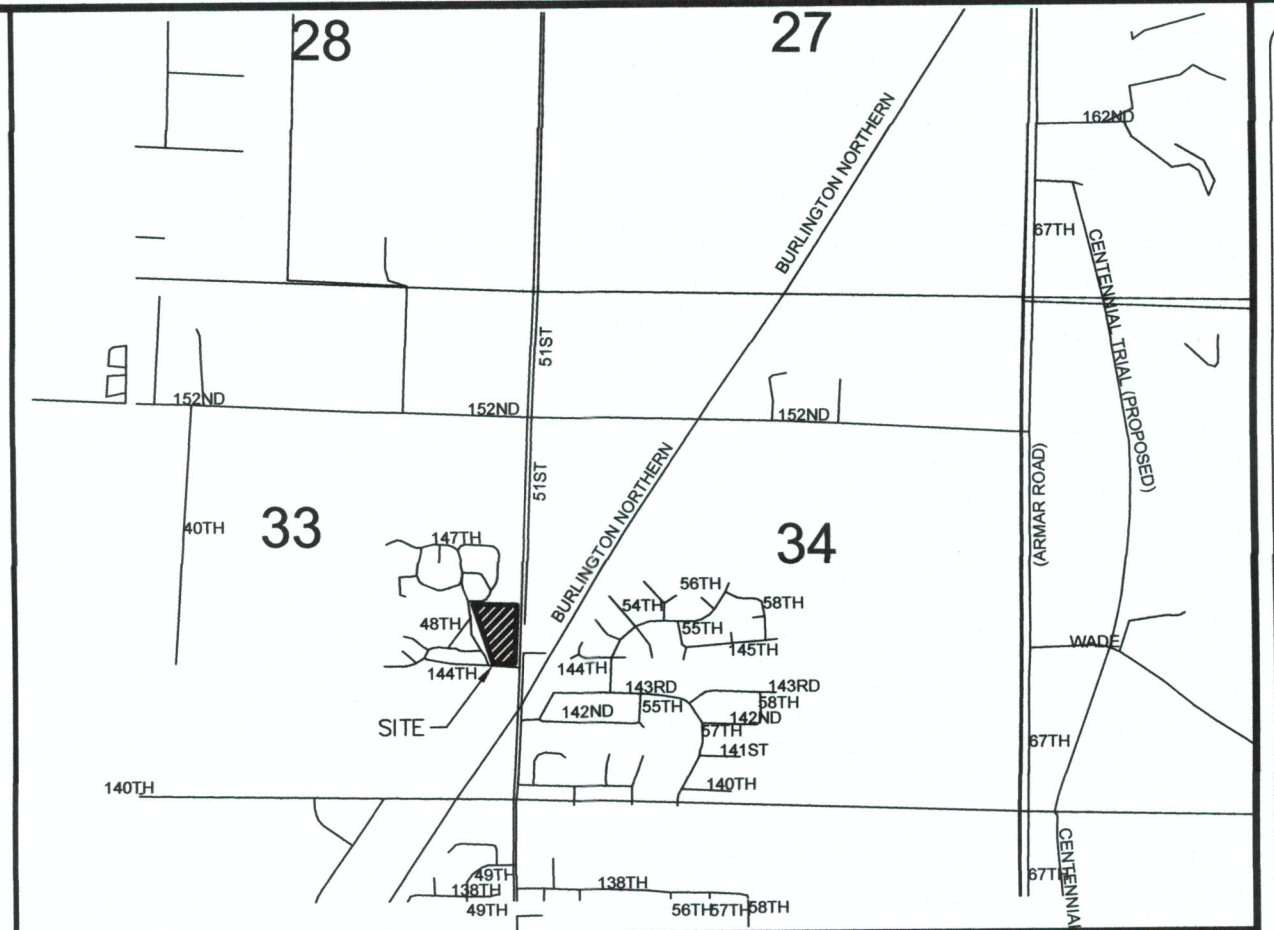 28
27
BURLINGTON NORTHERN
162ND
67TH
CENTENNIAL TRIAL (PROPOSED)
51ST
152ND
152ND
152ND
51ST
(ARMAR ROAD)
40TH
33
34
BURLINGTON NORTHERN
147TH
56TH
54TH
58TH
48TH
55TH
145TH
WADE
144TH
144TH
143RD
143RD
55TH
58TH
142ND
142ND
SITE
57TH
141ST
67TH
140TH
140TH
CENTENNIAL
49TH
138TH
138TH
67TH
49TH
56TH
57TH
58TH